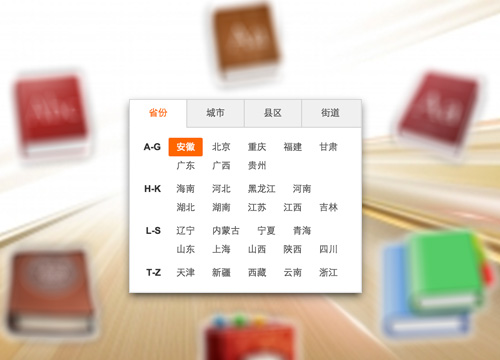 省份 城市 县区 街道
A-G 安徽 北京 重庆 福建 甘肃
广东 广西 贵州
H-K 海南 河北 黑龙江 河南
湖北 湖南 江苏 江西 吉林
L-S 辽宁 内蒙古 宁夏 青海
山东 上海 山西 陕西 四川
T-Z 天津 新疆 西藏 云南 浙江